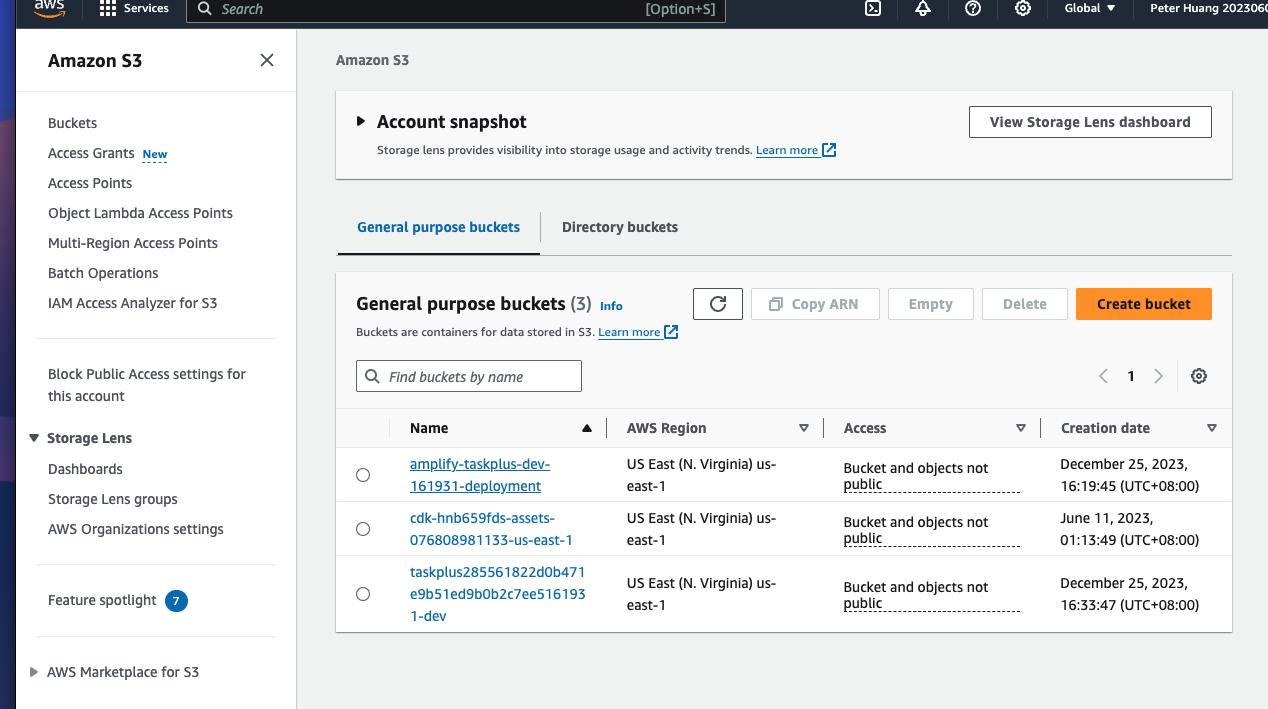 aws
Services
Search
[Option+S]
Global
Peter Huang 2023060
Amazon S3
Buckets
Access Grants New
Access Points
Object Lambda Access Points
Multi-Region Access Points
Batch Operations
IAM Access Analyzer for S3
Block Public Access settings for
this account
Storage Lens
Dashboards
Storage Lens groups
AWS Organizations settings
Feature spotlight 7
AWS Marketplace for S3
Amazon S3
Account snapshot
View Storage Lens dashboard
Storage lens provides visibility into storage usage and activity trends. Learn more
General purpose buckets
Directory buckets
General purpose buckets (3) Info
Copy ARN
Empty
Delete
Create bucket
Buckets are containers for data stored in S3. Learn more
Find buckets by name
1
Name
AWS Region
Access
Creation date
amplify-taskplus-dev-
161931-deployment
US East (N. Virginia) us-
east-1
Bucket and objects not
public
December 25, 2023,
16:19:45 (UTC+08:00)
cdk-hnb659fds-assets-
076808981133-us-east-1
US East (N. Virginia) us-
east-1
Bucket and objects not
public
June 11, 2023,
01:13:49 (UTC+08:00)
taskplus285561822d0b471
e9b51ed9b0b2c7ee516193
1-dev
US East (N. Virginia) us-
east-1
Bucket and objects not
public
December 25, 2023,
16:33:47 (UTC+08:00)